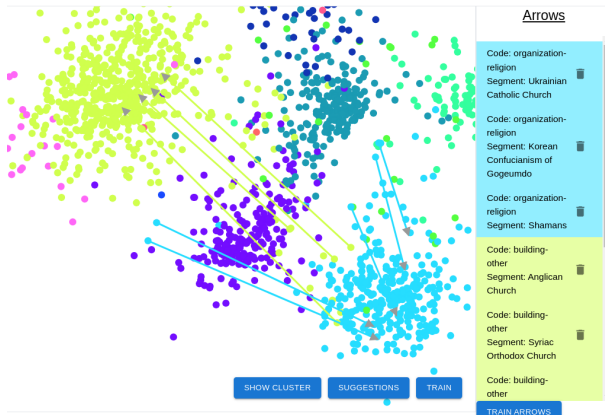 Arrows
Code: organization-
religion
Segment: Ukrainian
Catholic Church
Code: organization-
religion
Segment: Korean
Confucianism of
Gogeumdo
Code: organization-
religion
Segment: Shamans
Code: building-
other
Segment: Anglican
Church
Code: building-
other
Segment: Syriac
Orthodox Church
Code: building-
other
SHOW CLUSTER
SUGGESTIONS
TRAIN
TRAIN ARROWS